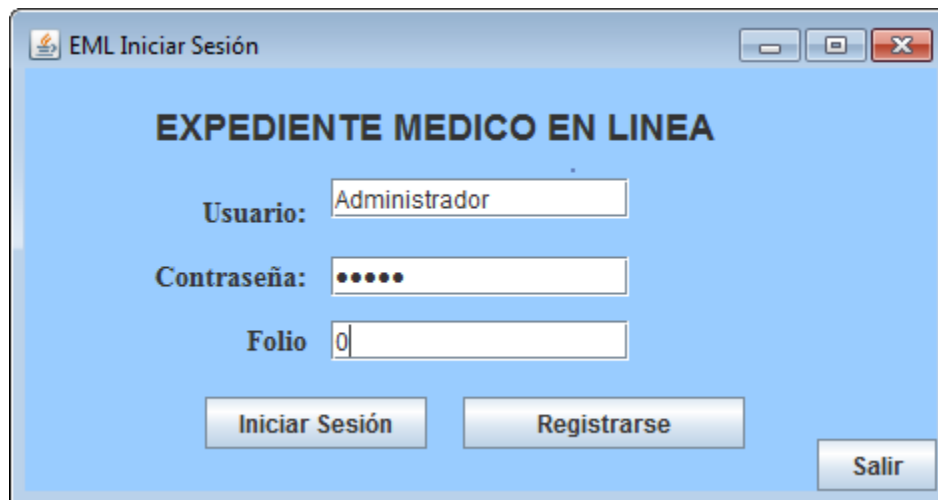 EML Iniciar Sesión
EXPEDIENTE MEDICO EN LINEA
Usuario: Administrador
Contraseña: •••••
Folio 0
Iniciar Sesión Registrarse
Salir